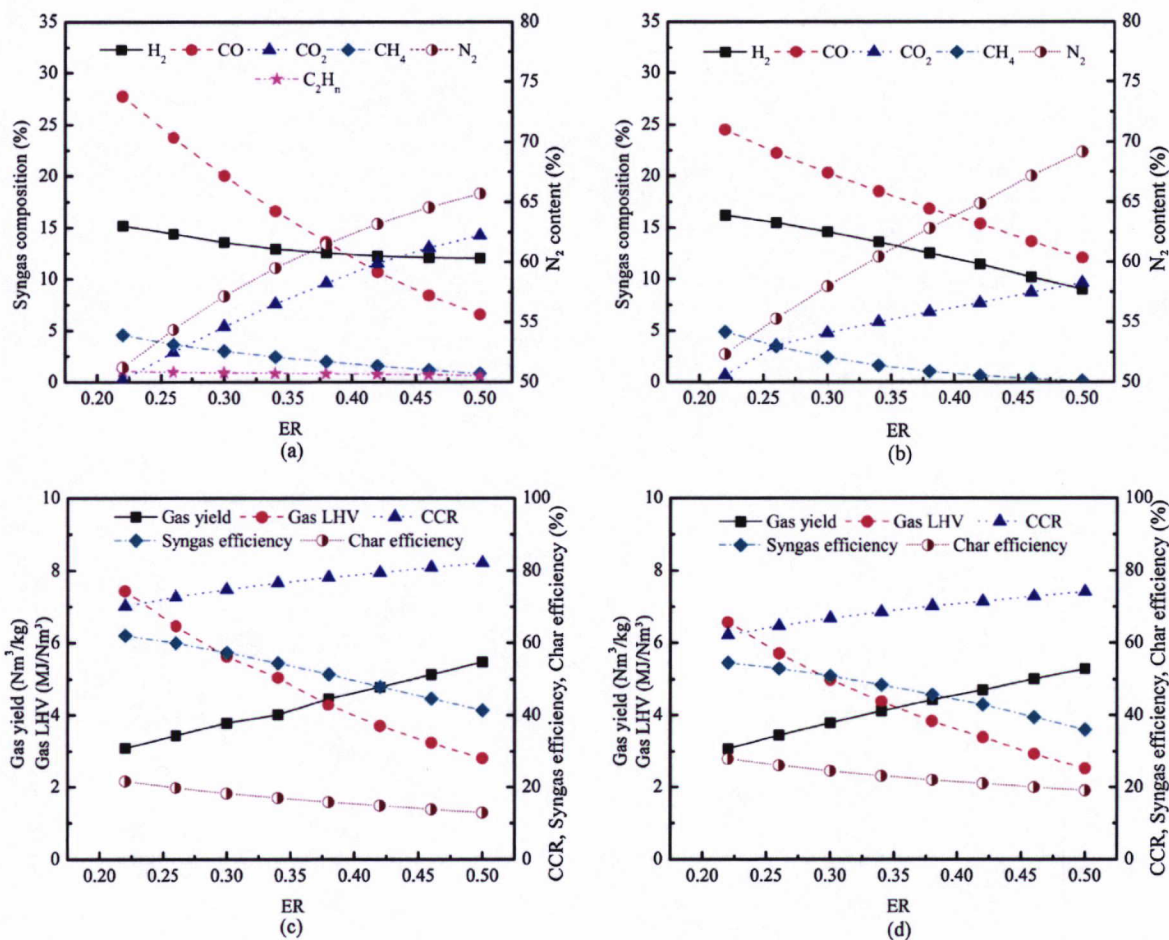 H₂ CO CO₂ CH₄ N₂
C₂Hₙ
35
30
25
20
15
10
5
0
80
75
70
65
60
55
50
0.20 0.25 0.30 0.35 0.40 0.45 0.50
Syngas composition (%)
N₂ content (%)
ER
(a)
H₂ CO CO₂ CH₄ N₂
35
30
25
20
15
10
5
0
80
75
70
65
60
55
50
0.20 0.25 0.30 0.35 0.40 0.45 0.50
Syngas composition (%)
N₂ content (%)
ER
(b)
Gas yield Gas LHV CCR
Syngas efficiency Char efficiency
10
8
6
4
2
0
100
80
60
40
20
0
0.20 0.25 0.30 0.35 0.40 0.45 0.50
Gas yield (Nm³/kg)
Gas LHV (MJ/Nm³)
CCR, Syngas efficiency, Char efficiency (%)
ER
(c)
Gas yield Gas LHV CCR
Syngas efficiency Char efficiency
10
8
6
4
2
0
100
80
60
40
20
0
0.20 0.25 0.30 0.35 0.40 0.45 0.50
Gas yield (Nm³/kg)
Gas LHV (MJ/Nm³)
CCR, Syngas efficiency, Char efficiency (%)
ER
(d)